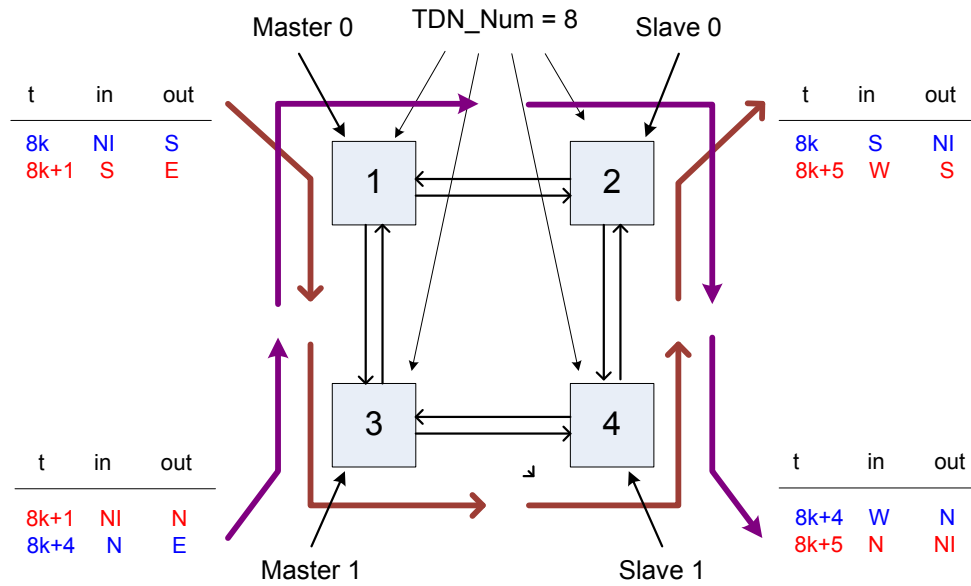 TDN_Num = 8
Master 0
Slave 0
t in out
8k NI S
8k+1 S E
t in out
8k S NI
8k+5 W S
1
2
3
4
t in out
8k+1 NI N
8k+4 N E
t in out
8k+4 W N
8k+5 N NI
Master 1
Slave 1